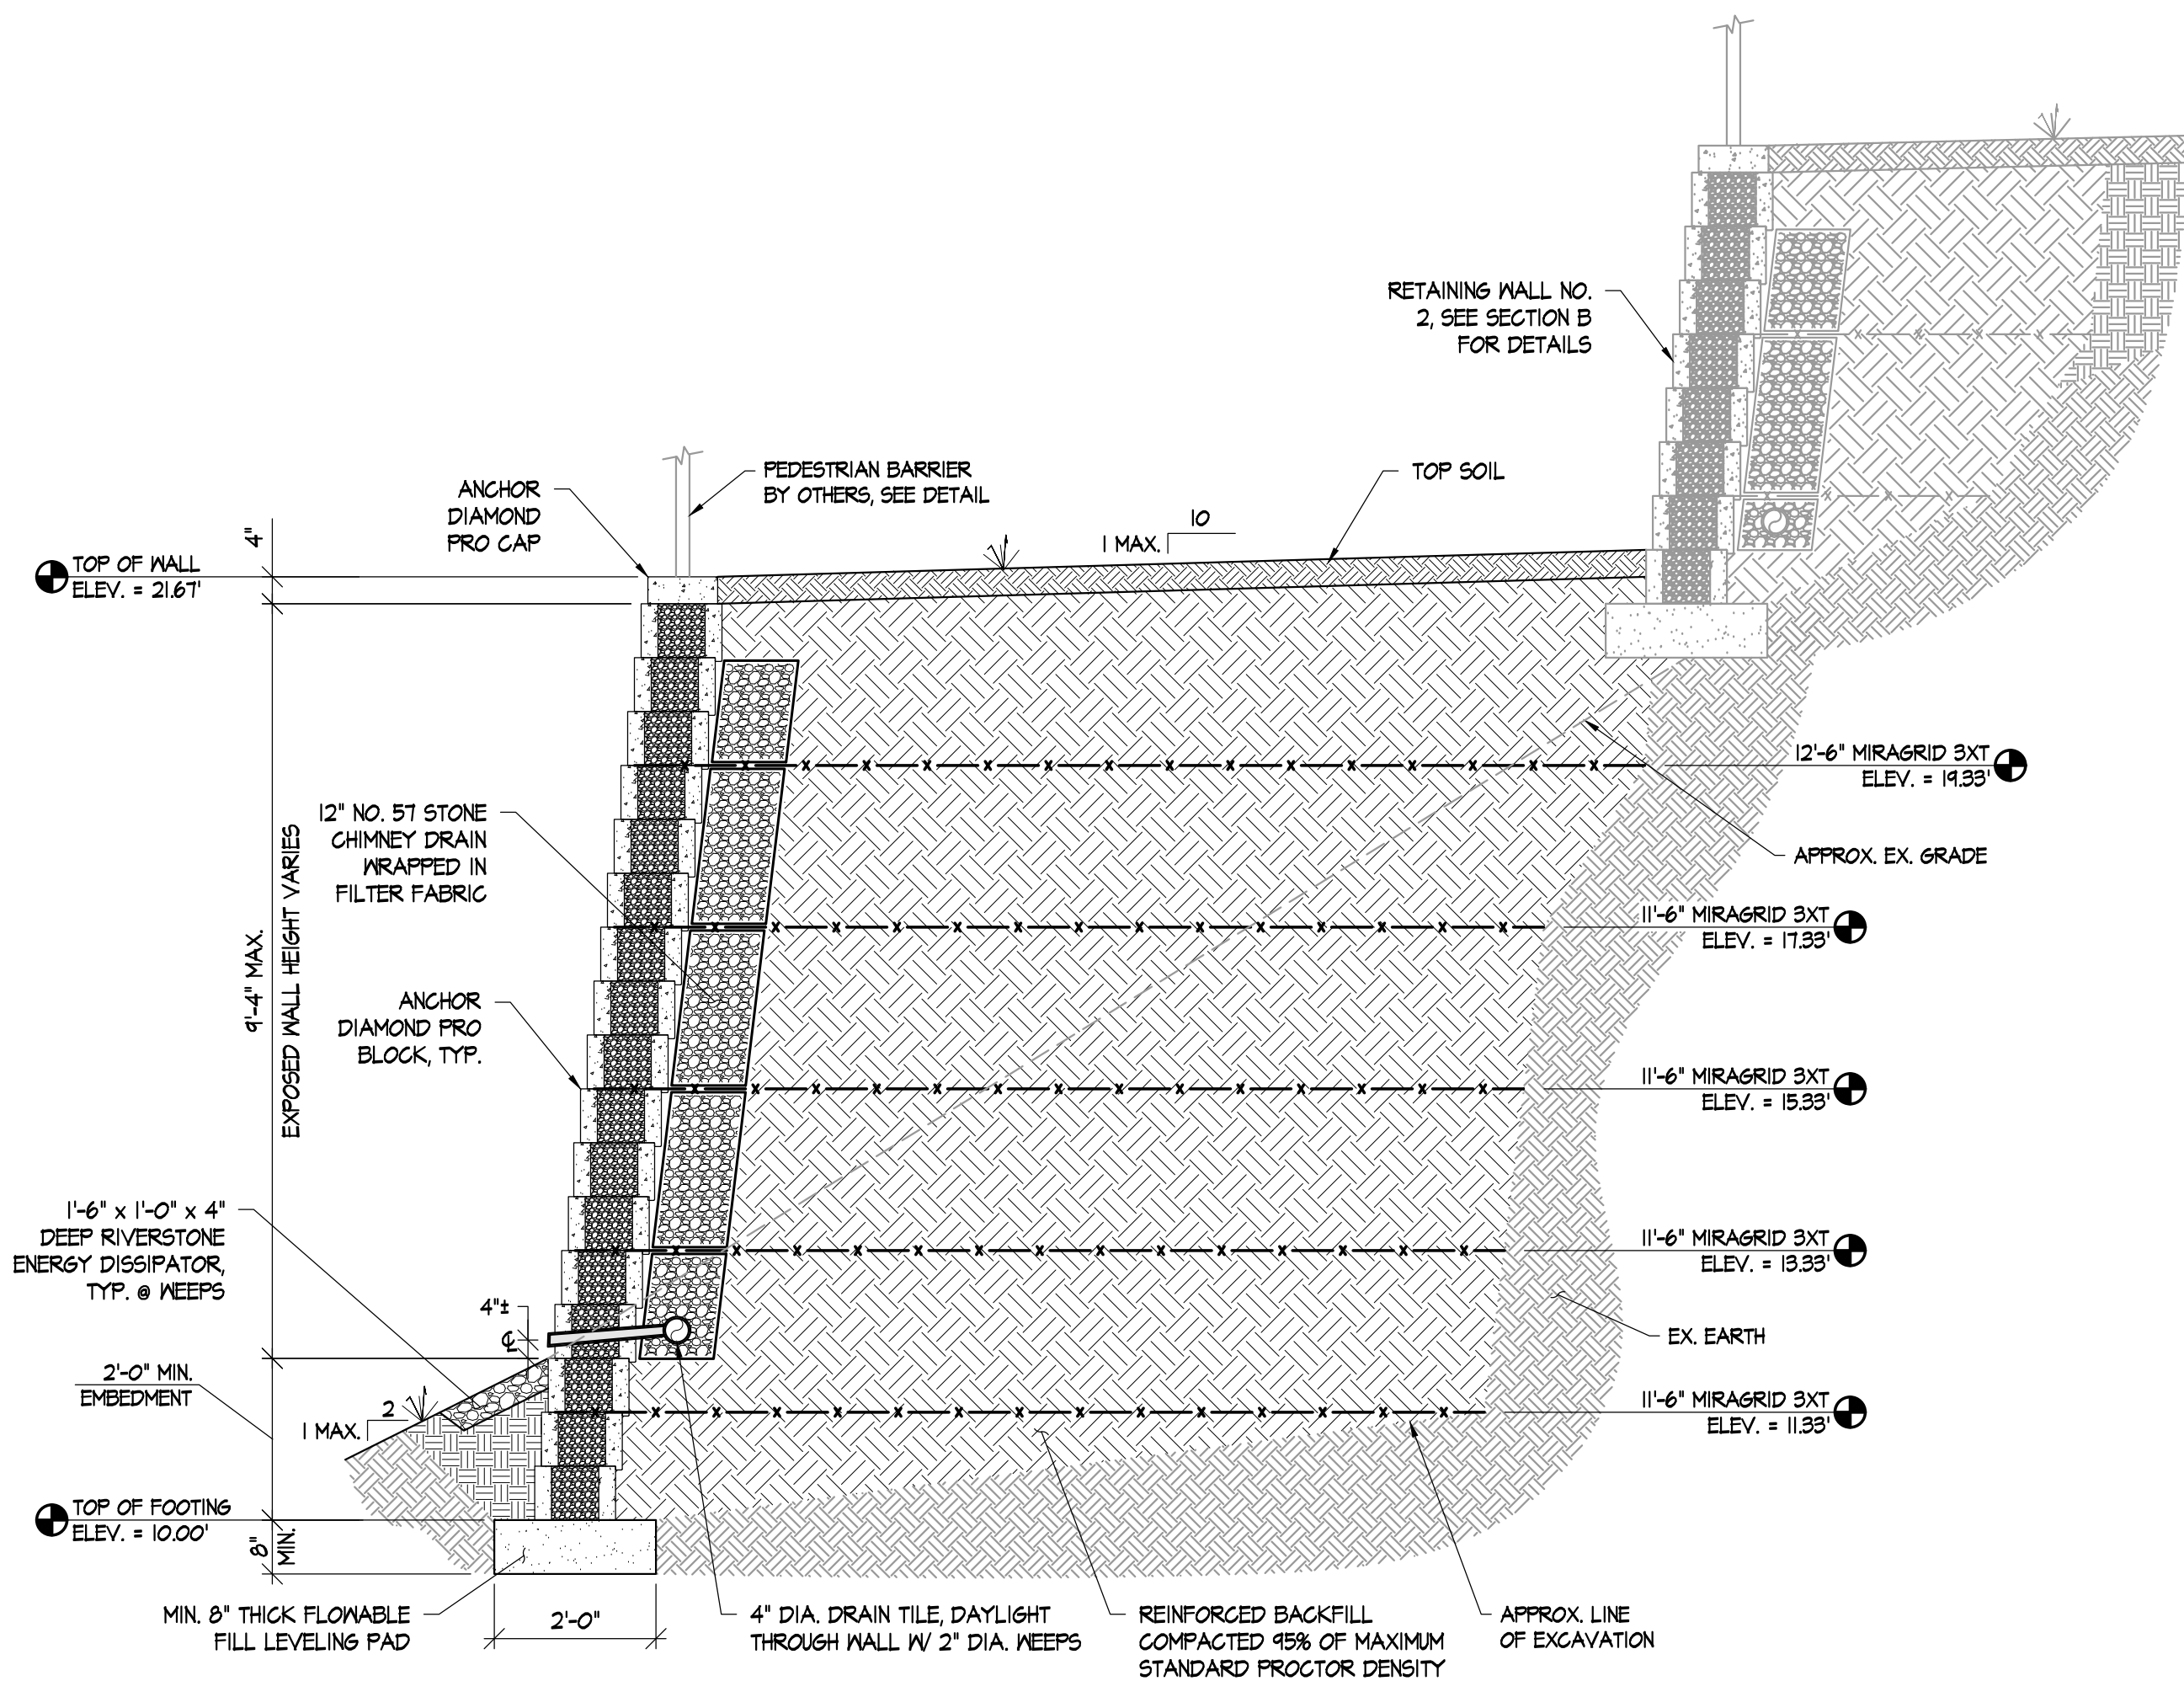 RETAINING WALL NO.
2, SEE SECTION B
FOR DETAILS
PEDESTRIAN BARRIER
BY OTHERS, SEE DETAIL
TOP SOIL
ANCHOR
DIAMOND
PRO CAP
10
1 MAX.
4"
TOP OF WALL
ELEV. = 21.67'
12'-6" MIRAGRID 3XT
ELEV. = 19.33'
12" NO. 57 STONE
CHIMNEY DRAIN
WRAPPED IN
FILTER FABRIC
APPROX. EX. GRADE
9'-4" MAX.
EXPOSED WALL HEIGHT VARIES
11'-6" MIRAGRID 3XT
ELEV. = 17.33'
ANCHOR
DIAMOND PRO
BLOCK, TYP.
11'-6" MIRAGRID 3XT
ELEV. = 15.33'
1'-6" x 1'-0" x 4"
DEEP RIVERSTONE
ENERGY DISSIPATOR,
TYP. @ WEEPS
11'-6" MIRAGRID 3XT
ELEV. = 13.33'
4"±
℄
EX. EARTH
2'-0" MIN.
EMBEDMENT
2
1 MAX.
11'-6" MIRAGRID 3XT
ELEV. = 11.33'
TOP OF FOOTING
ELEV. = 10.00'
8"
MIN.
MIN. 8" THICK FLOWABLE
FILL LEVELING PAD
2'-0"
4" DIA. DRAIN TILE, DAYLIGHT
THROUGH WALL W/ 2" DIA. WEEPS
REINFORCED BACKFILL
COMPACTED 95% OF MAXIMUM
STANDARD PROCTOR DENSITY
APPROX. LINE
OF EXCAVATION